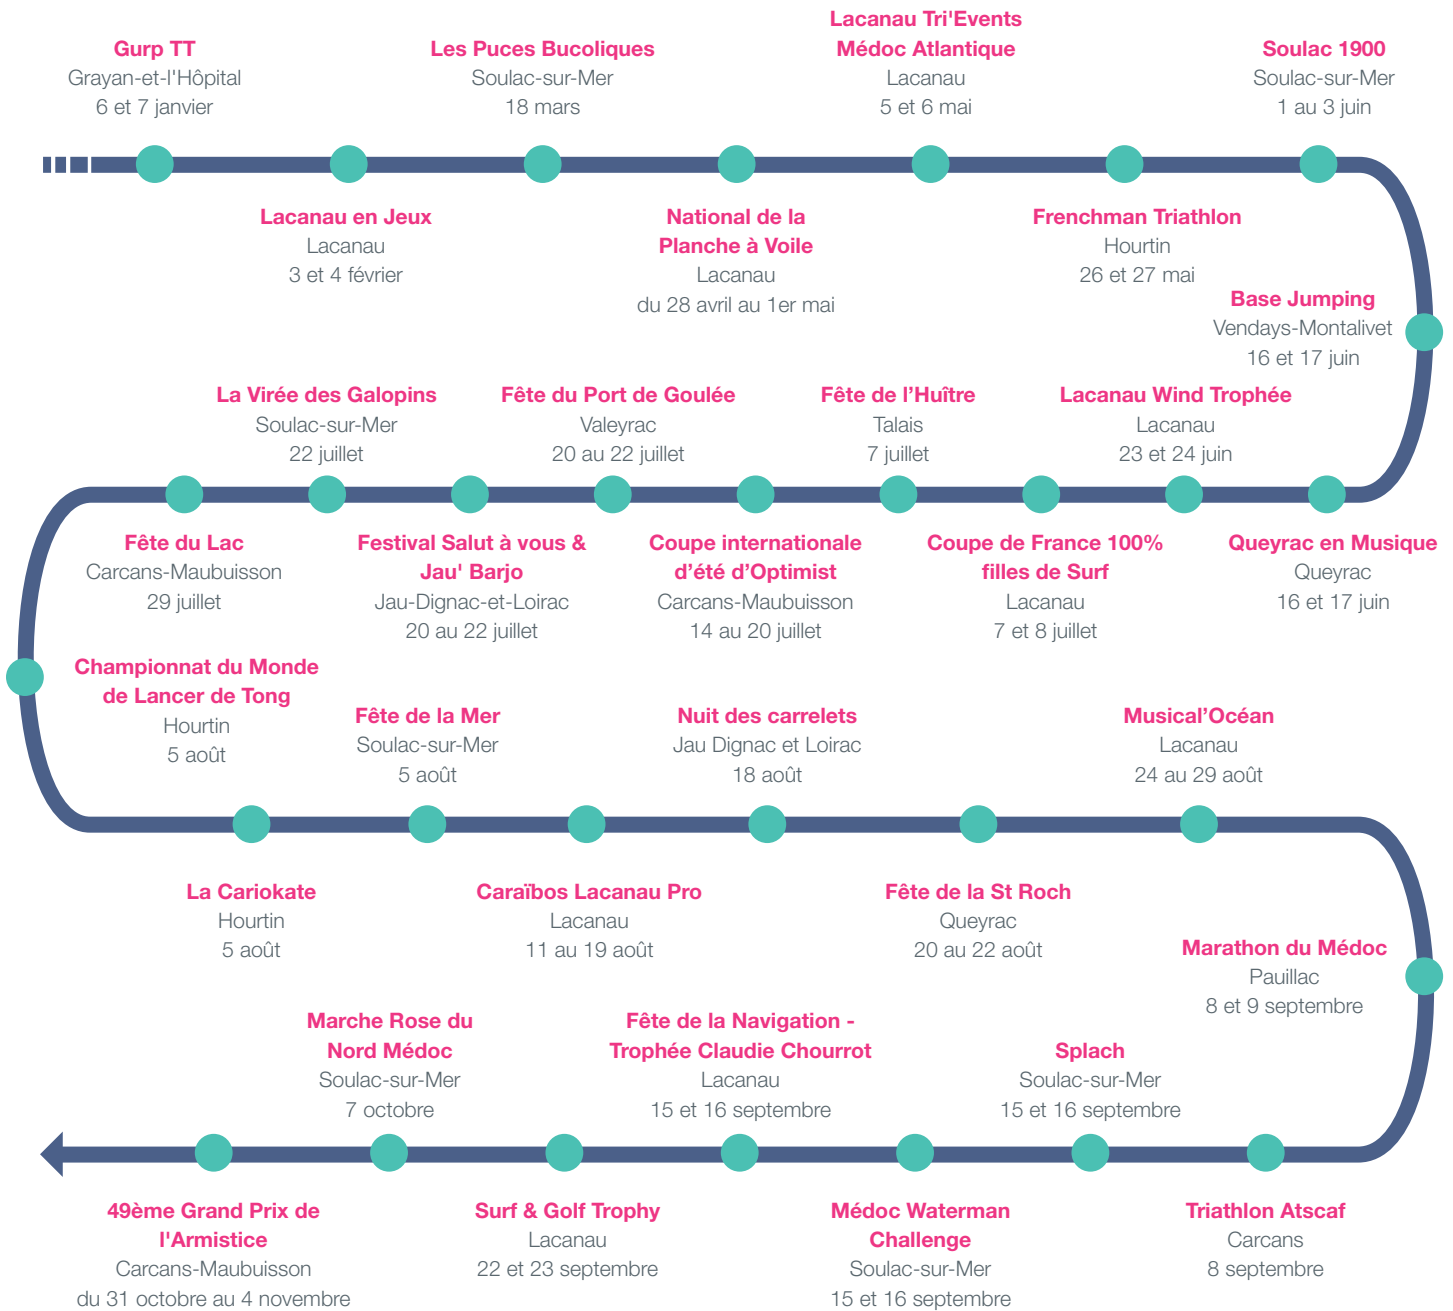 Gurp TT
Grayan-et-l'Hôpital
6 et 7 janvier
Lacanau en Jeux
Lacanau
3 et 4 février
Les Puces Bucoliques
Soulac-sur-Mer
18 mars
National de la
Planche à Voile
Lacanau
du 28 avril au 1er mai
Lacanau Tri'Events
Médoc Atlantique
Lacanau
5 et 6 mai
Frenchman Triathlon
Hourtin
26 et 27 mai
Soulac 1900
Soulac-sur-Mer
1 au 3 juin
Base Jumping
Vendays-Montalivet
16 et 17 juin
Queyrac en Musique
Queyrac
16 et 17 juin
Lacanau Wind Trophée
Lacanau
23 et 24 juin
Coupe de France 100%
filles de Surf
Lacanau
7 et 8 juillet
Fête de l’Huître
Talais
7 juillet
Coupe internationale
d’été d’Optimist
Carcans-Maubuisson
14 au 20 juillet
Fête du Port de Goulée
Valeyrac
20 au 22 juillet
Festival Salut à vous &
Jau' Barjo
Jau-Dignac-et-Loirac
20 au 22 juillet
La Virée des Galopins
Soulac-sur-Mer
22 juillet
Fête du Lac
Carcans-Maubuisson
29 juillet
Championnat du Monde
de Lancer de Tong
Hourtin
5 août
La Cariokate
Hourtin
5 août
Fête de la Mer
Soulac-sur-Mer
5 août
Caraïbos Lacanau Pro
Lacanau
11 au 19 août
Nuit des carrelets
Jau Dignac et Loirac
18 août
Fête de la St Roch
Queyrac
20 au 22 août
Musical’Océan
Lacanau
24 au 29 août
Marathon du Médoc
Pauillac
8 et 9 septembre
Triathlon Atscaf
Carcans
8 septembre
Splach
Soulac-sur-Mer
15 et 16 septembre
Médoc Waterman
Challenge
Soulac-sur-Mer
15 et 16 septembre
Fête de la Navigation -
Trophée Claudie Chourrot
Lacanau
15 et 16 septembre
Surf & Golf Trophy
Lacanau
22 et 23 septembre
Marche Rose du
Nord Médoc
Soulac-sur-Mer
7 octobre
49ème Grand Prix de
l'Armistice
Carcans-Maubuisson
du 31 octobre au 4 novembre